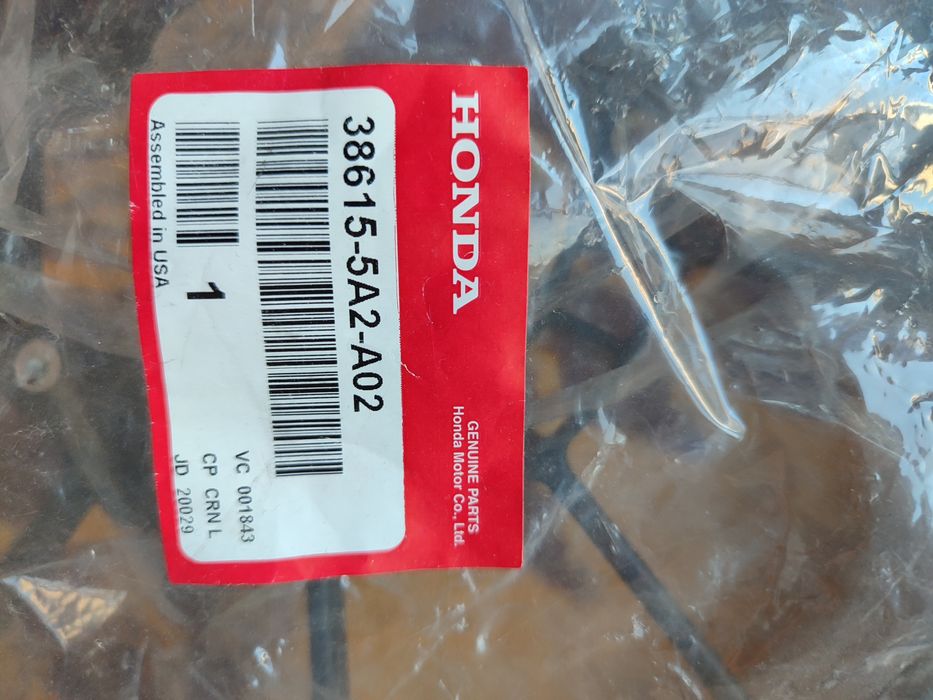 HONDA
GENUINE PARTS
Honda Motor Co., Ltd.
38615-5A2-A02
1
VC 001843
CP CRN L
JD 20029
Assembled in USA